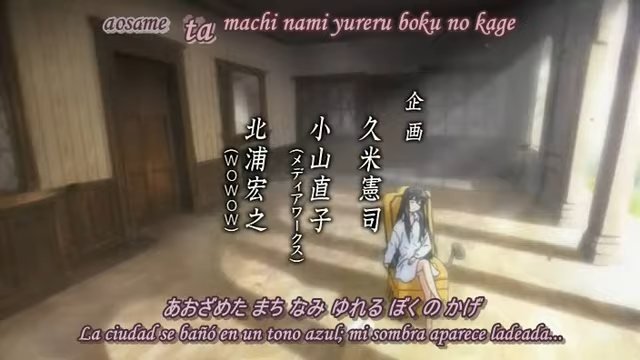 aosame ta machi nami yureru boku no kage
企画
久米憲司
小山直子
(メディアワークス)
北浦宏之
(WOWOW)
あおざめた まち なみ ゆれる ぼく の かげ
La ciudad se bañó en un tono azul; mi sombra aparece ladeada...